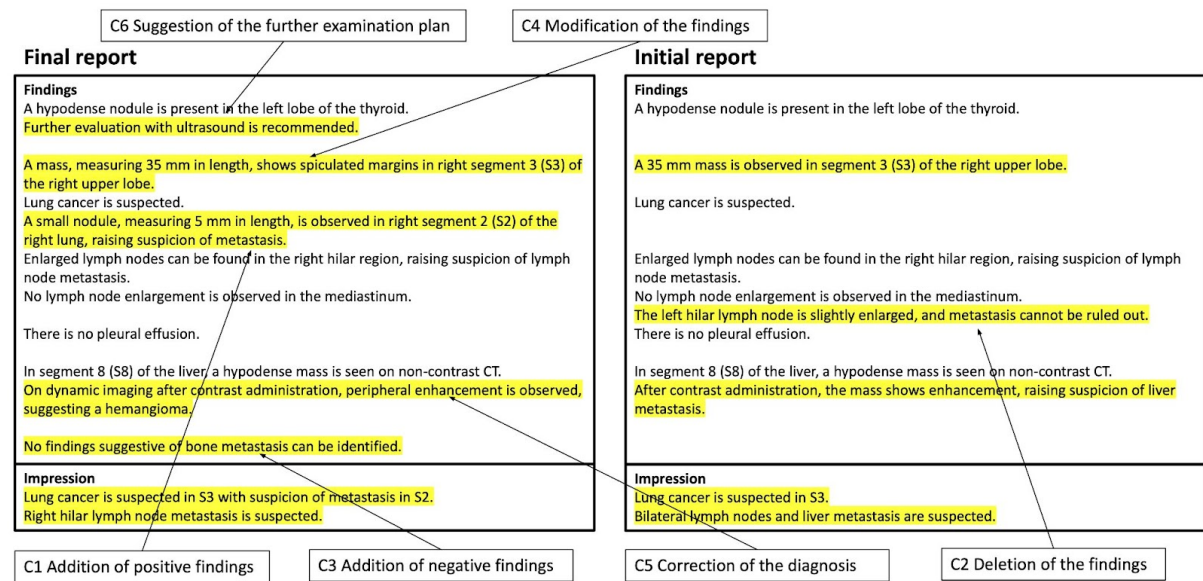 C6 Suggestion of the further examination plan
C4 Modification of the findings
Final report
Findings
A hypodense nodule is present in the left lobe of the thyroid.
Further evaluation with ultrasound is recommended.
A mass, measuring 35 mm in length, shows spiculated margins in right segment 3 (S3) of
the right upper lobe.
Lung cancer is suspected.
A small nodule, measuring 5 mm in length, is observed in right segment 2 (S2) of the
right lung, raising suspicion of metastasis.
Enlarged lymph nodes can be found in the right hilar region, raising suspicion of lymph
node metastasis.
No lymph node enlargement is observed in the mediastinum.
There is no pleural effusion.
In segment 8 (S8) of the liver, a hypodense mass is seen on non-contrast CT.
On dynamic imaging after contrast administration, peripheral enhancement is observed,
suggesting a hemangioma.
No findings suggestive of bone metastasis can be identified.
Impression
Lung cancer is suspected in S3 with suspicion of metastasis in S2.
Right hilar lymph node metastasis is suspected.
Initial report
Findings
A hypodense nodule is present in the left lobe of the thyroid.
A 35 mm mass is observed in segment 3 (S3) of the right upper lobe.
Lung cancer is suspected.
Enlarged lymph nodes can be found in the right hilar region, raising suspicion of lymph
node metastasis.
No lymph node enlargement is observed in the mediastinum.
The left hilar lymph node is slightly enlarged, and metastasis cannot be ruled out.
There is no pleural effusion.
In segment 8 (S8) of the liver, a hypodense mass is seen on non-contrast CT.
After contrast administration, the mass shows enhancement, raising suspicion of liver
metastasis.
Impression
Lung cancer is suspected in S3.
Bilateral lymph nodes and liver metastasis are suspected.
C1 Addition of positive findings
C3 Addition of negative findings
C5 Correction of the diagnosis
C2 Deletion of the findings